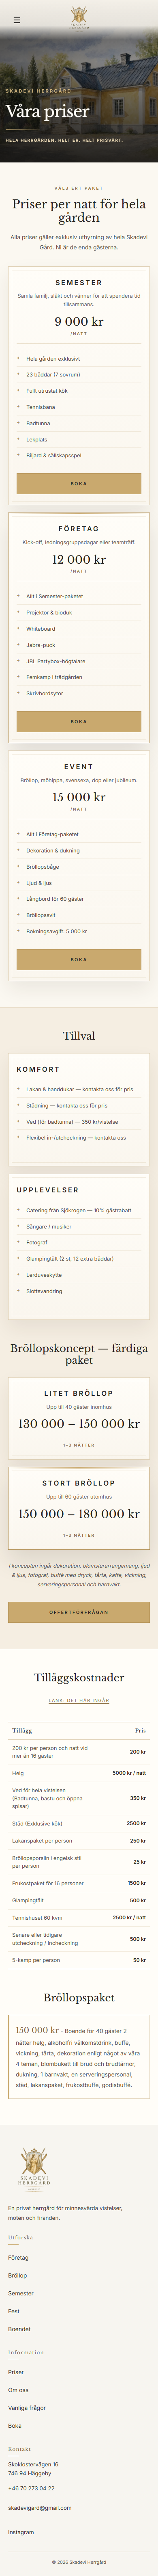 SKADEVI
HERRGÅRD
SKADEVI HERRGÅRD
Våra priser
HELA HERRGÅRDEN. HELT ER. HELT PRISVÄRT.
VÄLJ ERT PAKET
Priser per natt för hela
gården
Alla priser gäller exklusiv uthyrning av hela Skadevi
Gård. Ni är de enda gästerna.
SEMESTER
Samla familj, släkt och vänner för att spendera tid
tillsammans.
9 000 kr
/NATT
Hela gården exklusivt
23 bäddar (7 sovrum)
Fullt utrustat kök
Tennisbana
Badtunna
Lekplats
Biljard & sällskapsspel
BOKA
FÖRETAG
Kick-off, ledningsgruppsdagar eller teamträff.
12 000 kr
/NATT
Allt i Semester-paketet
Projektor & bioduk
Whiteboard
Jabra-puck
JBL Partybox-högtalare
Femkamp i trädgården
Skrivbordsytor
BOKA
EVENT
Bröllop, möhippa, svensexa, dop eller jubileum.
15 000 kr
/NATT
Allt i Företag-paketet
Dekoration & dukning
Bröllopsbåge
Ljud & ljus
Långbord för 60 gäster
Bröllopssvit
Bokningsavgift: 5 000 kr
BOKA
Tillval
KOMFORT
Lakan & handdukar — kontakta oss för pris
Städning — kontakta oss för pris
Ved (för badtunna) — 350 kr/vistelse
Flexibel in-/utcheckning — kontakta oss
UPPLEVELSER
Catering från Sjökrogen — 10% gästrabatt
Sångare / musiker
Fotograf
Glampingtält (2 st, 12 extra bäddar)
Lerduveskytte
Slottsvandring
Bröllopskoncept — färdiga
paket
LITET BRÖLLOP
Upp till 40 gäster inomhus
130 000 – 150 000 kr
1–3 NÄTTER
STORT BRÖLLOP
Upp till 60 gäster utomhus
150 000 – 180 000 kr
1–3 NÄTTER
I koncepten ingår dekoration, blomsterarrangemang, ljud
& ljus, fotograf, buffé med dryck, tårta, kaffe, vickning,
serveringspersonal och barnvakt.
OFFERTFÖRFRÅGAN
Tilläggskostnader
LÄNK: DET HÄR INGÅR
Tillägg Pris
200 kr per person och natt vid
mer än 16 gäster 200 kr
Helg 5000 kr / natt
Ved för hela vistelsen
(Badtunna, bastu och öppna
spisar) 350 kr
Städ (Exklusive kök) 2500 kr
Lakanspaket per person 250 kr
Bröllopsporslin i engelsk stil
per person 25 kr
Frukostpaket för 16 personer 1500 kr
Glampingtält 500 kr
Tennishuset 60 kvm 2500 kr / natt
Senare eller tidigare
utcheckning / incheckning 500 kr
5-kamp per person 50 kr
Bröllopspaket
150 000 kr - Boende för 40 gäster 2
nätter helg, alkoholfri välkomstdrink, buffe,
vickning, tårta, dekoration enligt något av våra
4 teman, blombukett till brud och brudtärnor,
dukning, 1 barnvakt, en serveringspersonal,
städ, lakanspaket, frukostbuffe, godisbuffé.
SKADEVI
HERRGÅRD
En privat herrgård för minnesvärda vistelser,
möten och firanden.
Utforska
Företag
Bröllop
Semester
Fest
Boendet
Information
Priser
Om oss
Vanliga frågor
Boka
Kontakt
Skoklostervägen 16
746 94 Häggeby
+46 70 273 04 22
skadevigard@gmail.com
Instagram
© 2026 Skadevi Herrgård